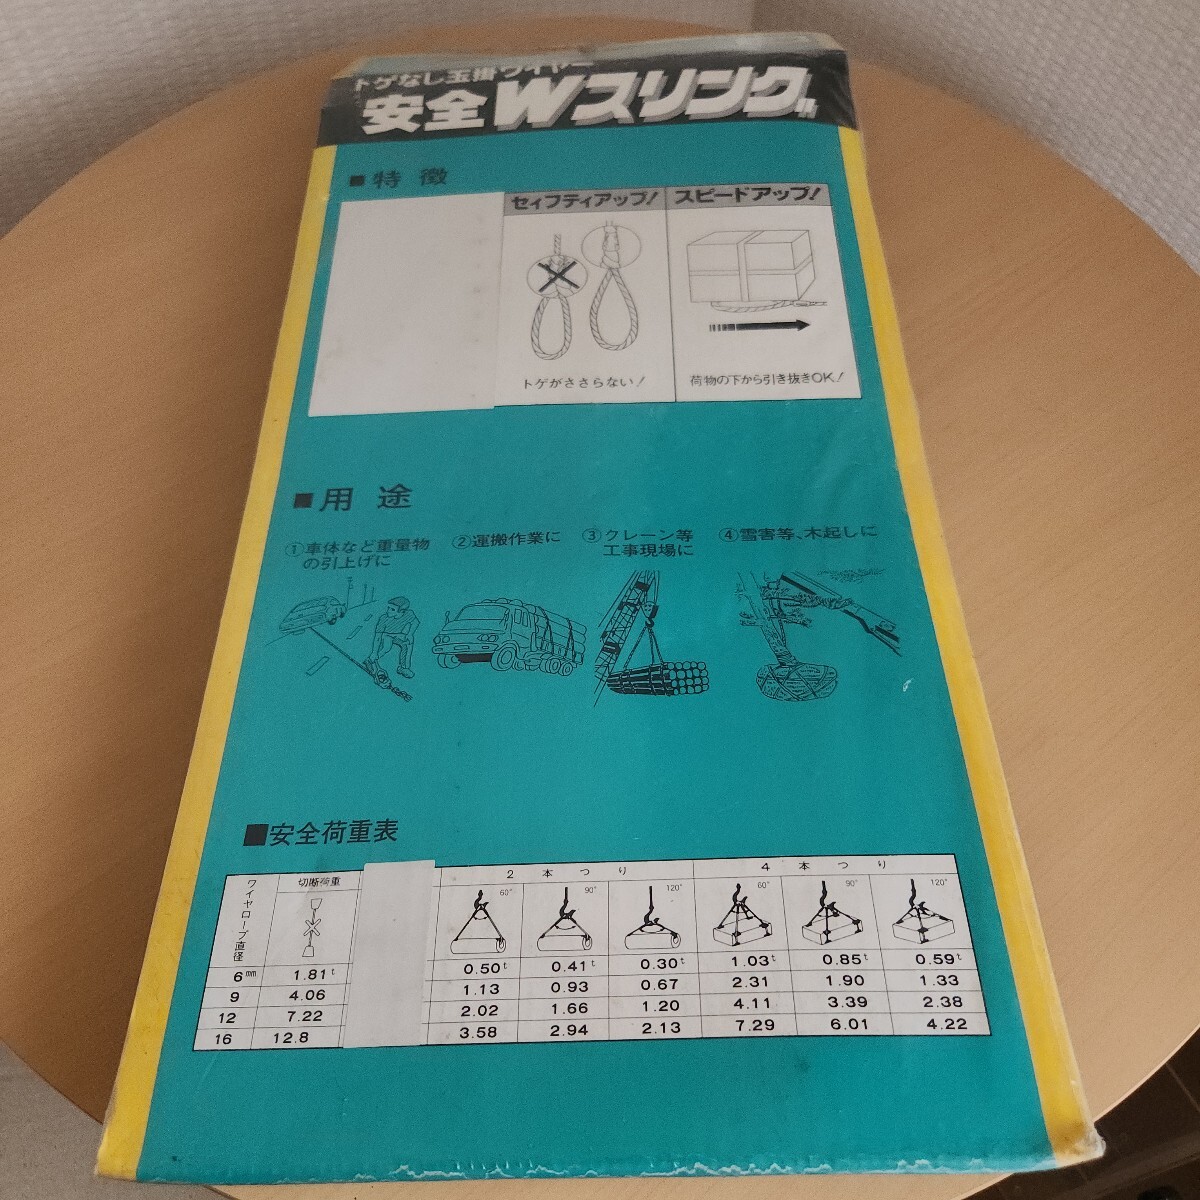 トゲなし玉掛ワイヤー
安全Wスリング
■特徴
セイフティアップ!
スピードアップ!
トゲがささらない!
荷物の下から引き抜きOK!
■用途
①車体など重量物
の引上げに
②運搬作業に
③クレーン等
工事現場に
④雪害等、木起しに
■安全荷重表
ワイヤロープ直径 切断荷重 2本つり 4本つり
60° 90° 120° 60° 90° 120°
6mm 1.81t 0.50t 0.41t 0.30t 1.03t 0.85t 0.59t
9 4.06 1.13 0.93 0.67 2.31 1.90 1.33
12 7.22 2.02 1.66 1.20 4.11 3.39 2.38
16 12.8 3.58 2.94 2.13 7.29 6.01 4.22